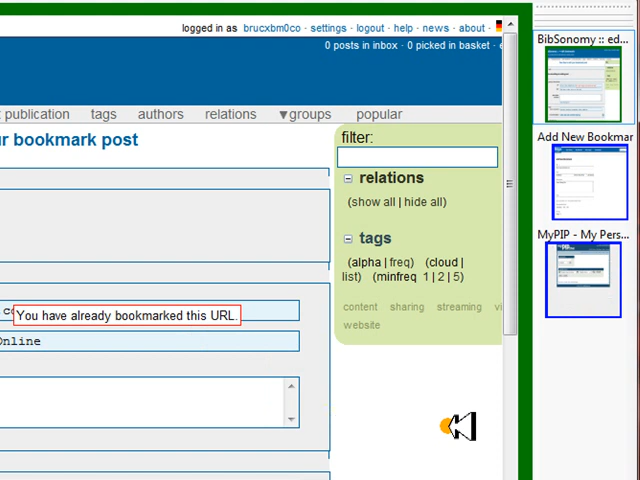 logged in as brucxbm0co · settings · logout · help · news · about ·
0 posts in inbox · 0 picked in basket · e
publication tags authors relations ▼groups popular
ur bookmark post
filter:
relations
(show all | hide all)
tags
(alpha | freq) (cloud |
list) (minfreq 1 | 2 | 5)
content sharing streaming vi
website
You have already bookmarked this URL.
Online
BibSonomy :: ed...
Add New Bookmar
MyPIP - My Pers...